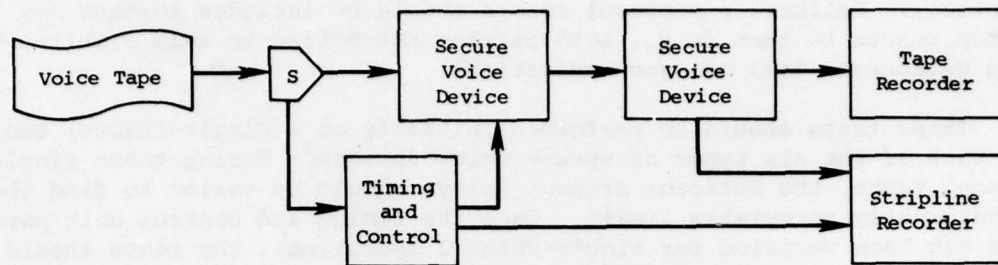 Voice Tape
S
Secure
Voice
Device
Secure
Voice
Device
Tape
Recorder
Timing
and
Control
Stripline
Recorder